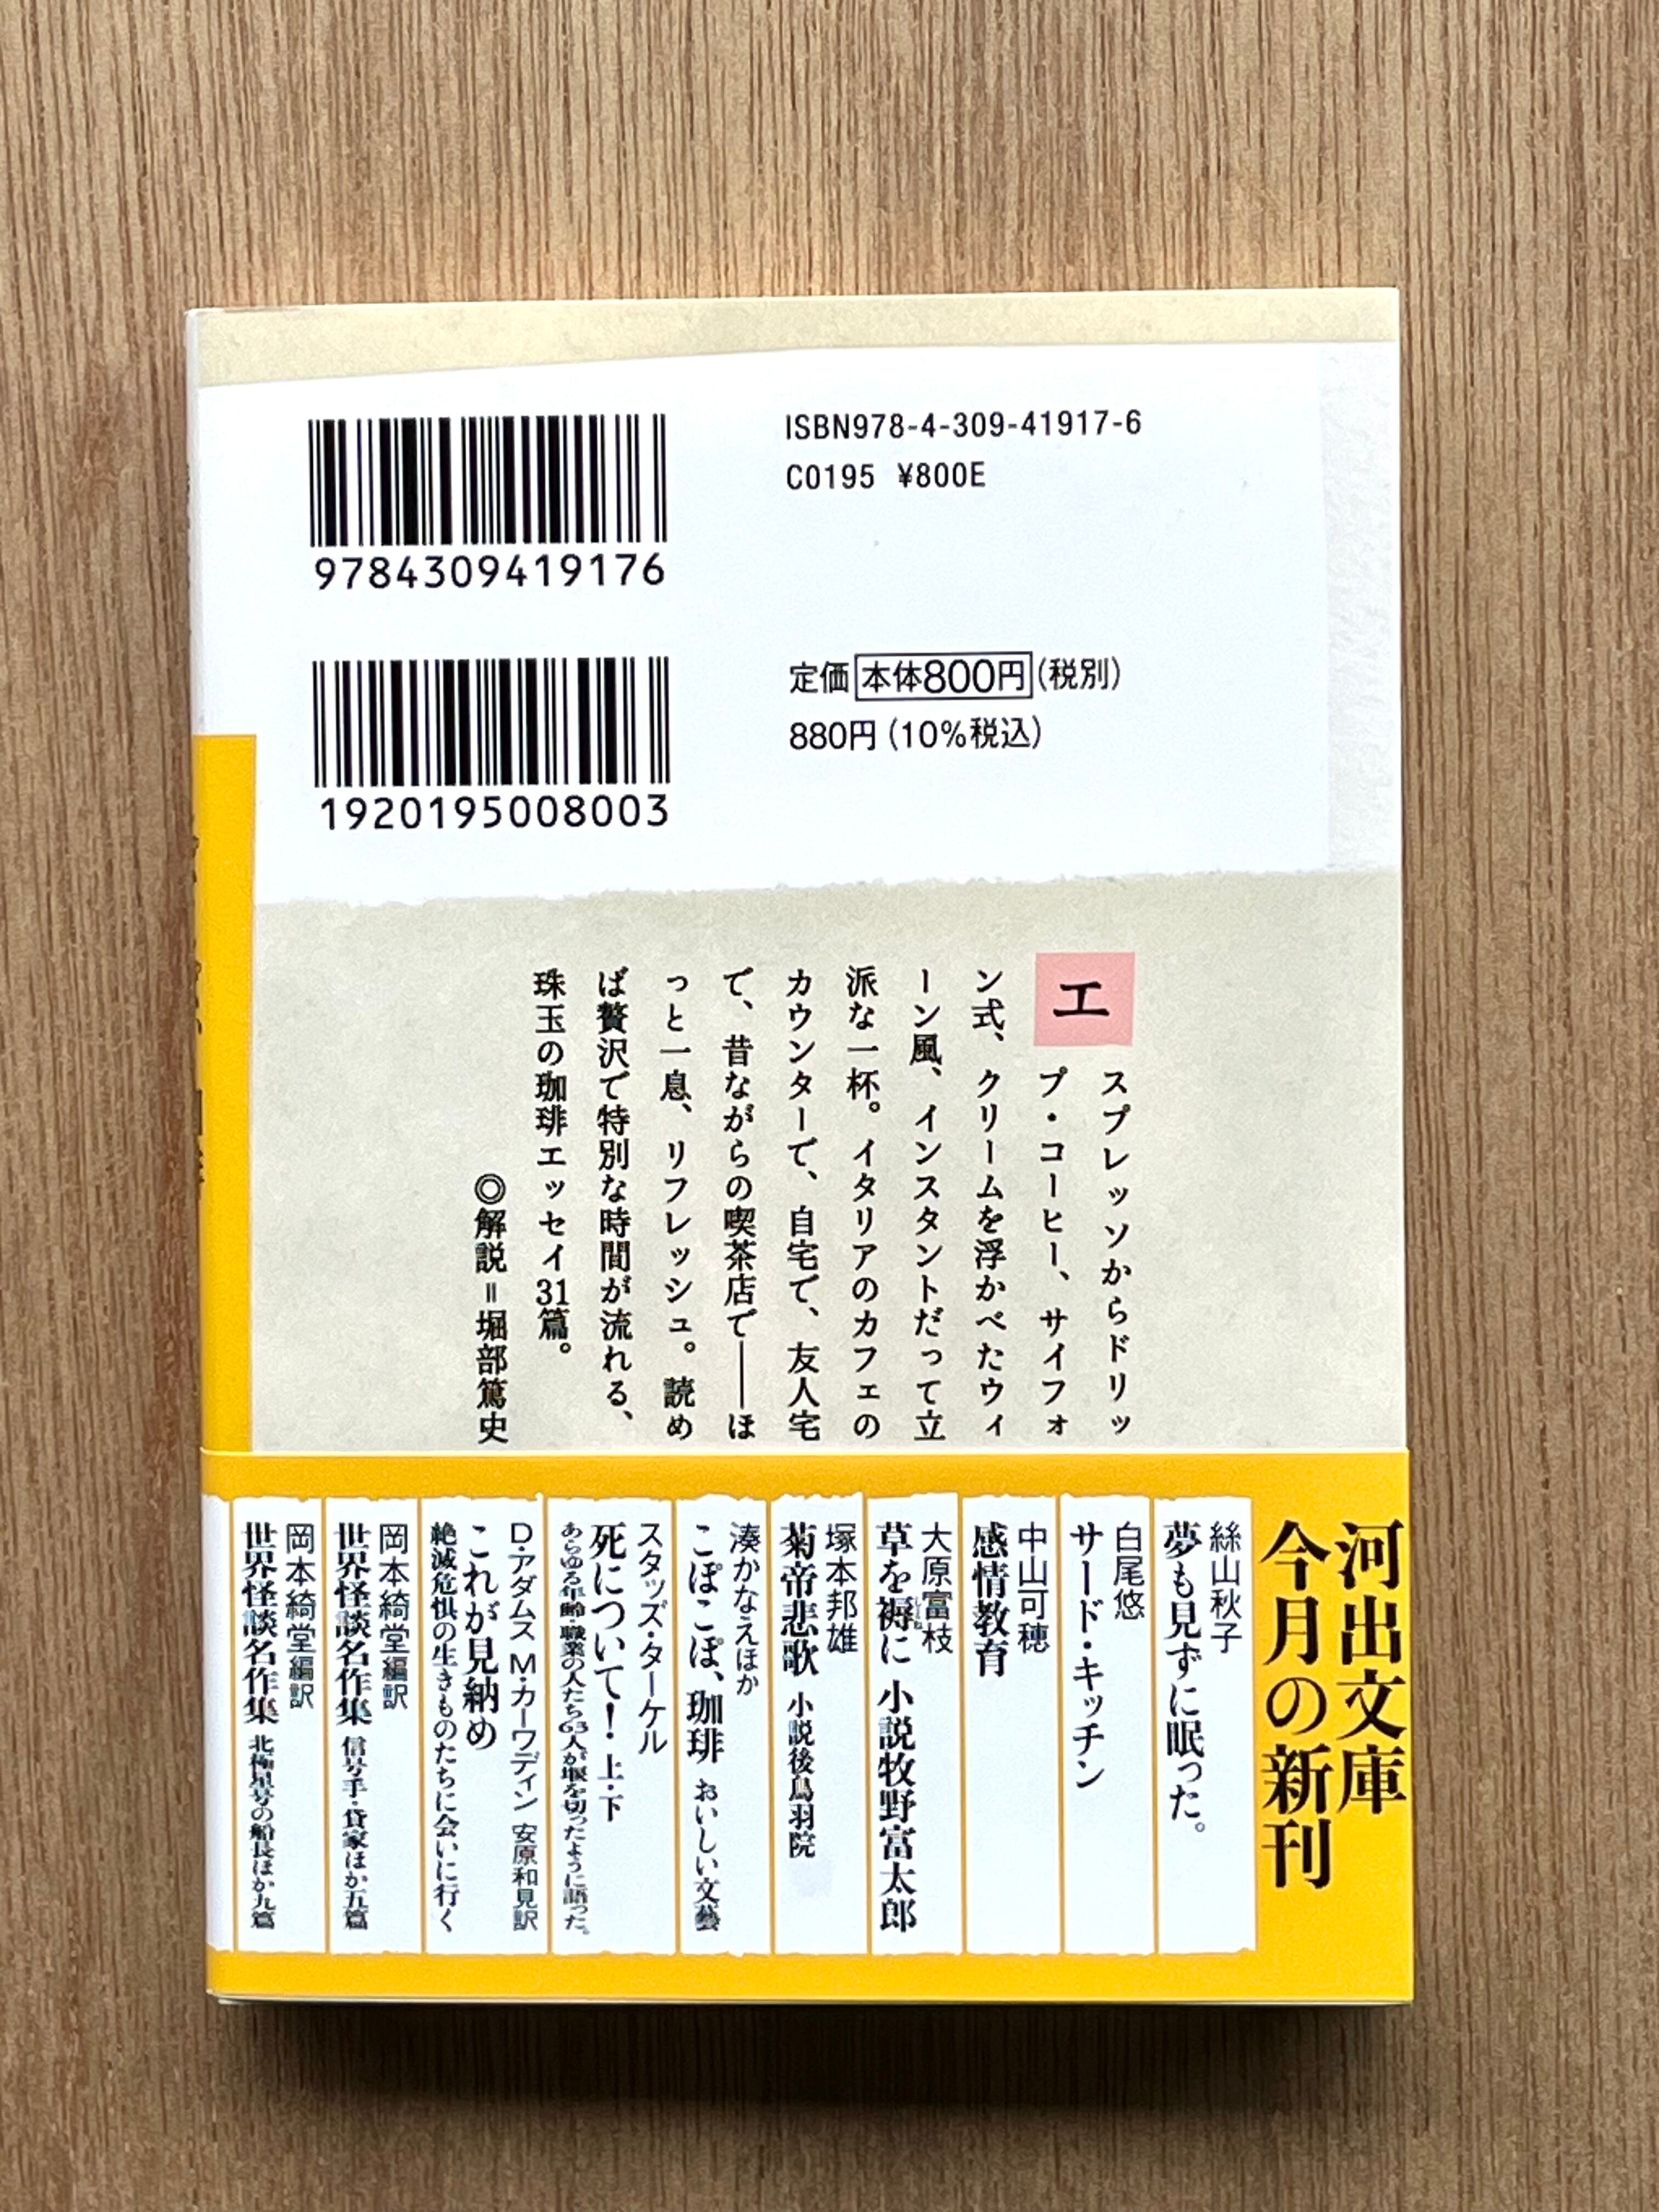 ISBN978-4-309-41917-6
C0195 ¥800E
9784309419176
定価 本体800円 (税別)
880円 (10%税込)
1920195008003
エスプレッソからドリッ
プ・コーヒー、サイフォ
ン式、クリームを浮かべたウィ
ーン風、インスタントだって立
派な一杯。イタリアのカフェの
カウンターで、自宅で、友人宅
で、昔ながらの喫茶店で――ほ
っと一息、リフレッシュ。読め
ば贅沢で特別な時間が流れる、
珠玉の珈琲エッセイ31篇。
◎解説=堀部篤史
河出文庫
今月の新刊
絲山秋子
夢も見ずに眠った。
白尾悠
サード・キッチン
中山可穂
感情教育
大原富枝
草を褥に 小説牧野富太郎
塚本邦雄
菊帝悲歌 小説後鳥羽院
湊かなえほか
こぽこぽ、珈琲 おいしい文藝
スタッズ・ターケル
死について! 上・下
あらゆる年齢・職業の人たち63人が堰を切ったように語った。
D・アダムス M・カーワディン 安原和見訳
これが見納め
絶滅危惧の生きものたちに会いに行く
岡本綺堂編訳
世界怪談名作集 信号手・貸家ほか五篇
岡本綺堂編訳
世界怪談名作集 北極星号の船長ほか九篇